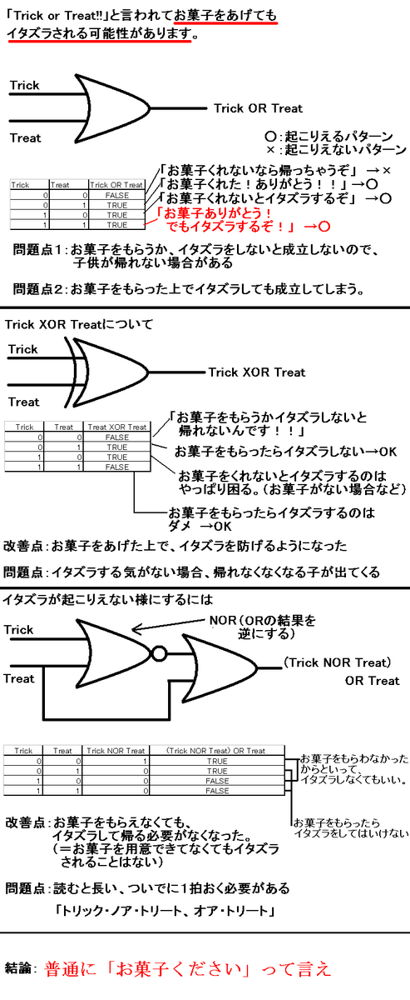 「Trick or Treat!!」と言われてお菓子をあげても
イタズラされる可能性があります。
Trick
Treat
Trick OR Treat
〇：起こりえるパターン
×：起こりえないパターン
Trick Treat Trick OR Treat
0 0 FALSE
0 1 TRUE
1 0 TRUE
1 1 TRUE
「お菓子くれないなら帰っちゃうぞ」 →×
「お菓子くれた！ありがとう！！」→〇
「お菓子くれないとイタズラするぞ」 →〇
「お菓子ありがとう！
でもイタズラするぞ！」 →〇
問題点１：お菓子をもらうか、イタズラをしないと成立しないので、
子供が帰れない場合がある
問題点２：お菓子をもらった上でイタズラしても成立してしまう。
Trick XOR Treatについて
Trick
Treat
Trick XOR Treat
Trick Treat Treat XOR Treat
0 0 FALSE
0 1 TRUE
1 0 TRUE
1 1 FALSE
「お菓子をもらうかイタズラしないと
帰れないんです！！」
お菓子をもらったらイタズラしない→OK
お菓子をくれないとイタズラするのは
やっぱり困る。（お菓子がない場合など）
お菓子をもらったらイタズラするのは
ダメ →OK
改善点：お菓子をあげた上で、イタズラを防げるようになった
問題点：イタズラする気がない場合、帰れなくなくなる子が出てくる
イタズラが起こりえない様にするには
Trick
Treat
NOR（ORの結果を
逆にする）
（Trick NOR Treat）
OR Treat
Trick Treat Trick NOR Treat （Trick NOR Treat） OR Treat
0 0 1 TRUE
0 1 0 TRUE
1 0 0 FALSE
1 1 0 FALSE
お菓子をもらわなかった
からといって、
イタズラしなくてもいい。
お菓子をもらったら
イタズラをしてはいけない
改善点：お菓子をもらえなくても、
イタズラして帰る必要がなくなった。
（＝お菓子を用意できてなくてもイタズラ
されることはない）
問題点：読むと長い、ついでに１拍おく必要がある
「トリック・ノア・トリート、オア・トリート」
結論： 普通に「お菓子ください」って言え